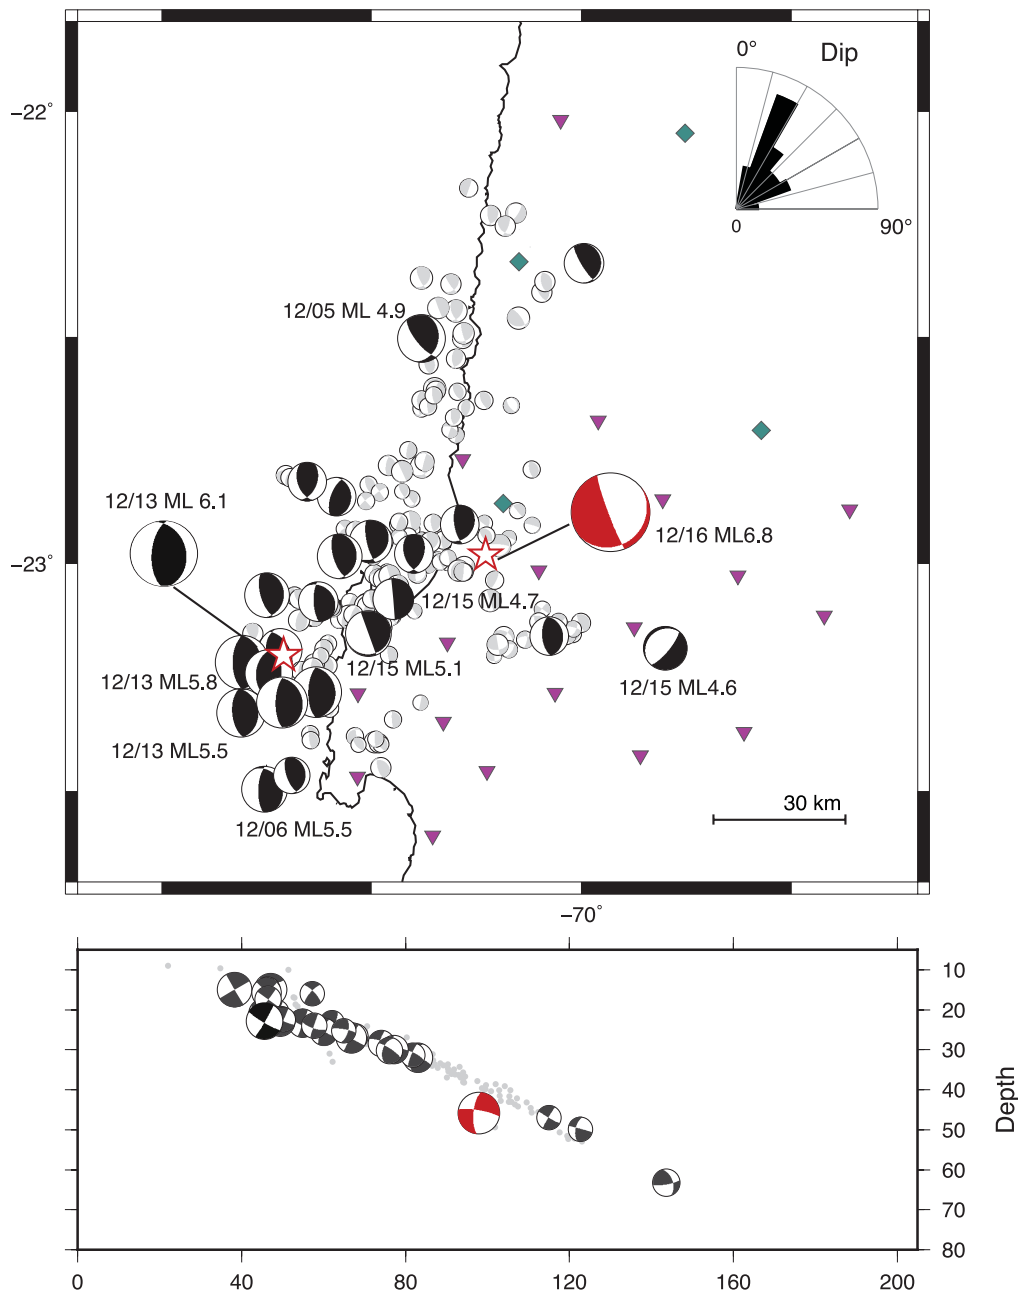 0°
Dip
−22°
0
90°
12/05 ML 4.9
12/13 ML 6.1
12/16 ML6.8
−23°
12/15 ML4.7
12/15 ML5.1
12/13 ML5.8
12/15 ML4.6
12/13 ML5.5
30 km
12/06 ML5.5
−70°
10
20
30
40
50
60
70
80
Depth
0
40
80
120
160
200